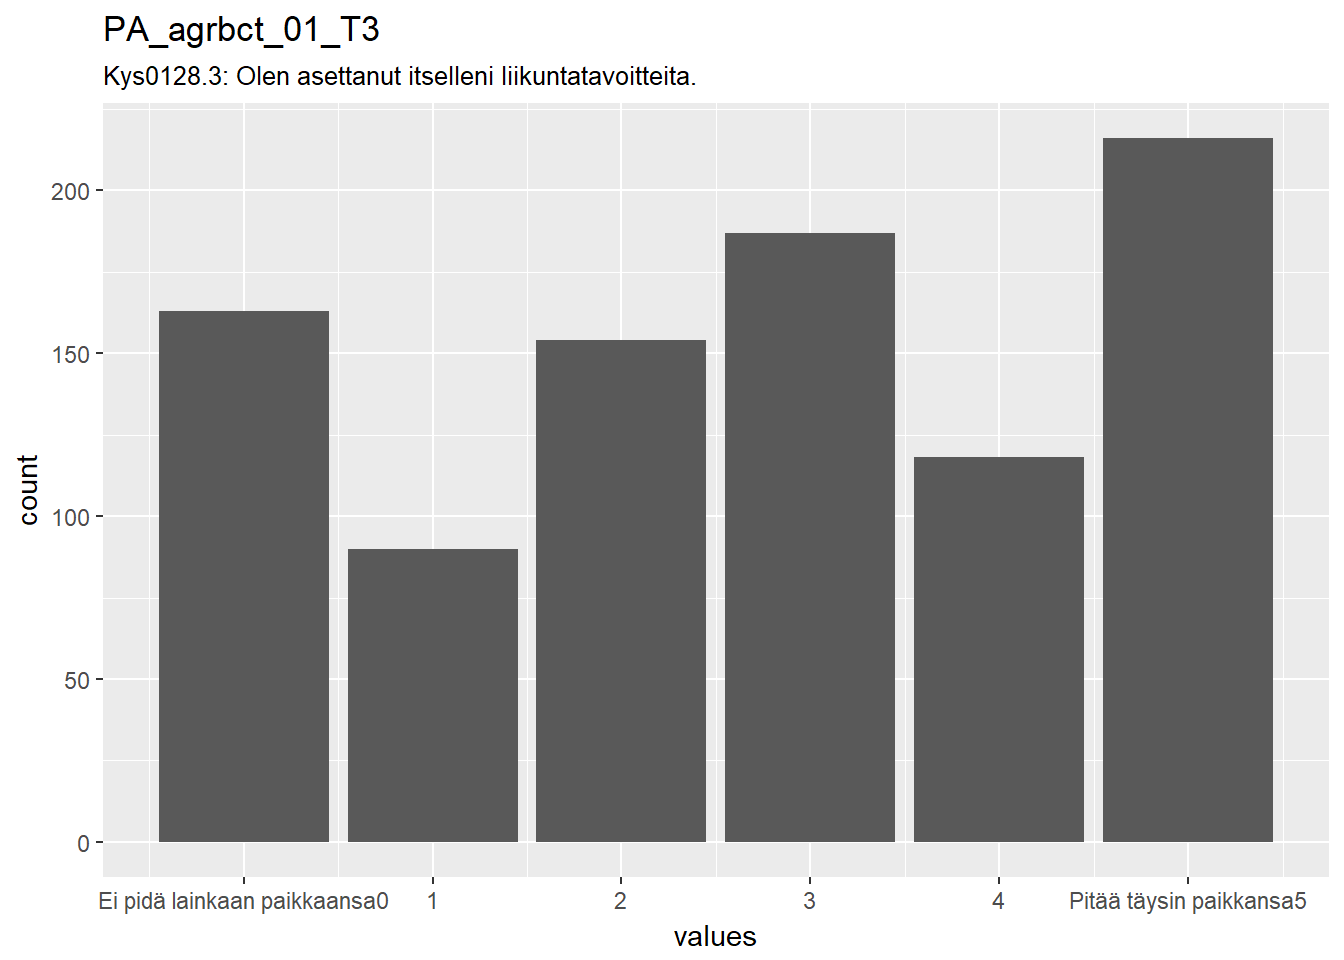 PA_agrbct_01_T3
Kys0128.3: Olen asettanut itselleni liikuntatavoitteita.
200
150
100
50
0
count
Ei pidä lainkaan paikkaansa0 1 2 3 4 Pitää täysin paikkansa5
values